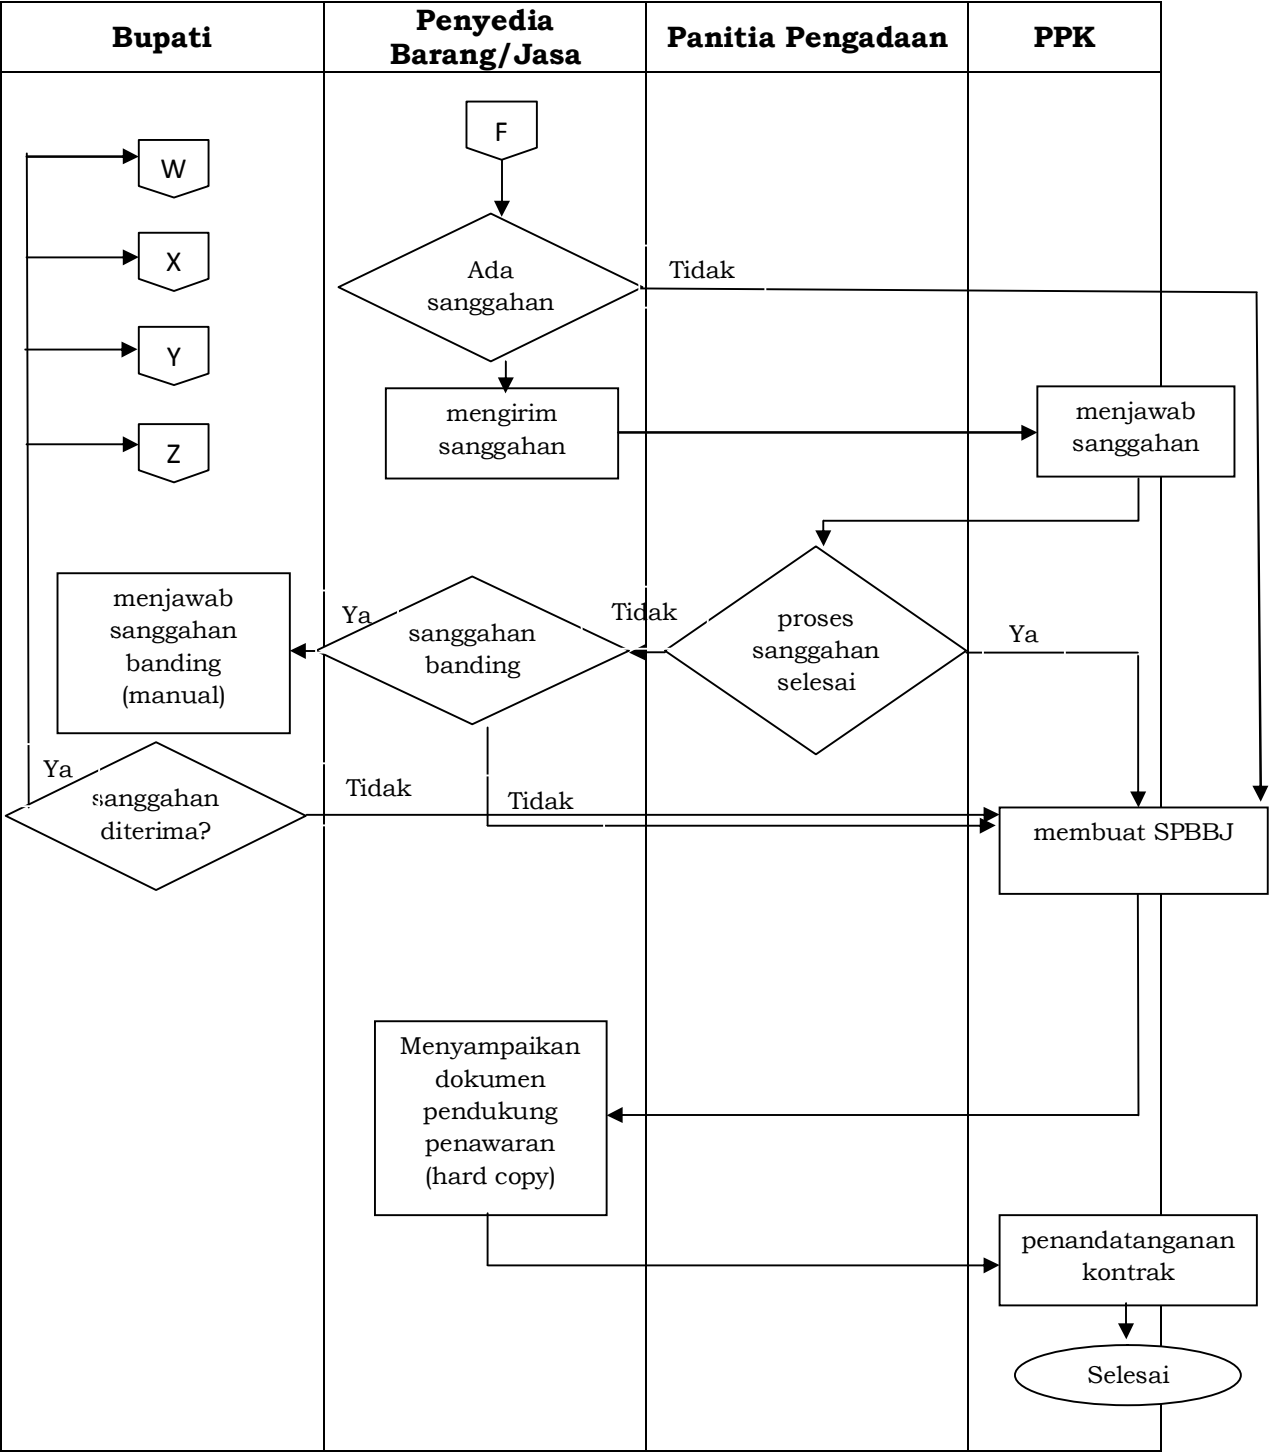 Bupati
Penyedia
Barang/Jasa
Panitia Pengadaan
PPK
F
W
X
Y
Z
Ada
sanggahan
Tidak
mengirim
sanggahan
menjawab
sanggahan
menjawab
sanggahan
banding
(manual)
Ya
sanggahan
banding
Tidak
proses
sanggahan
selesai
Ya
Ya
sanggahan
diterima?
Tidak
Tidak
membuat SPBBJ
Menyampaikan
dokumen
pendukung
penawaran
(hard copy)
penandatanganan
kontrak
Selesai